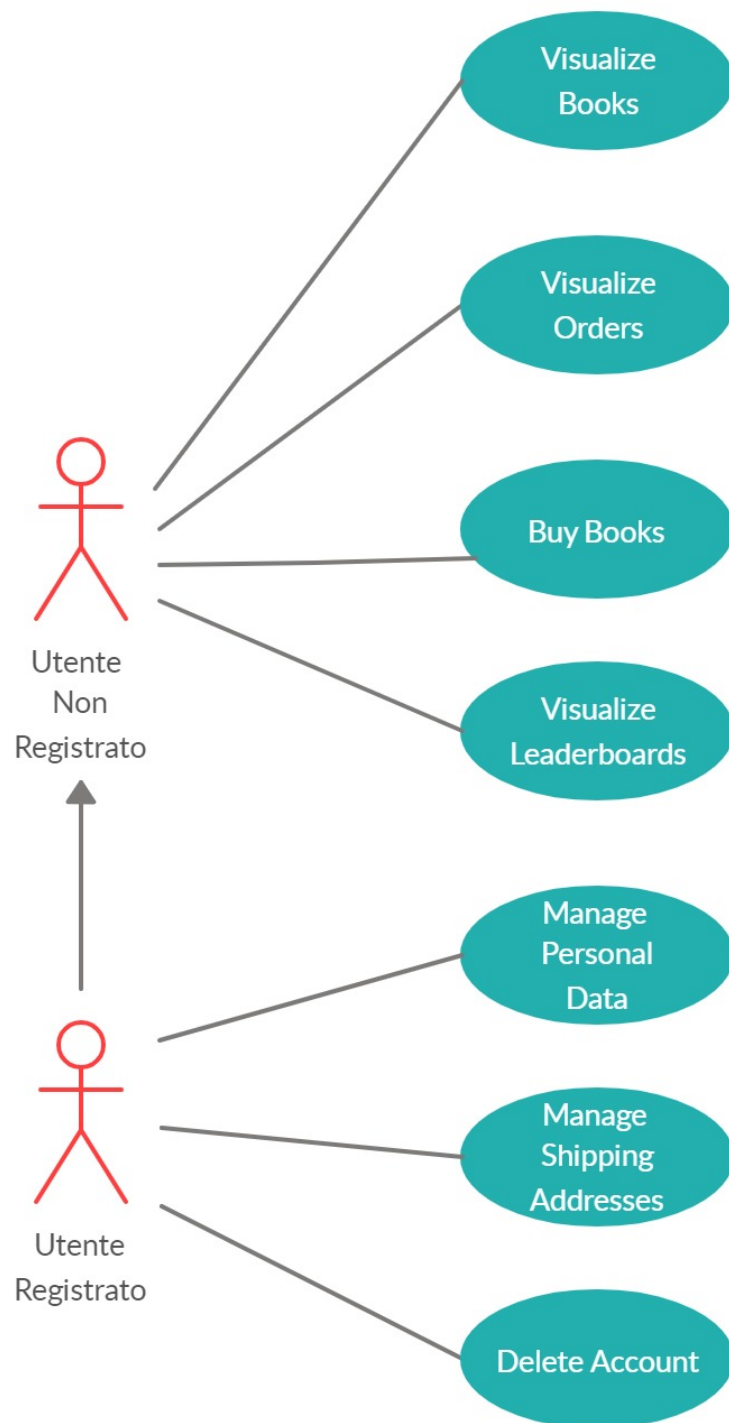 Visualize
Books
Visualize
Orders
Buy Books
Utente
Non
Registrato
Visualize
Leaderboards
Manage
Personal
Data
Manage
Shipping
Addresses
Utente
Registrato
Delete Account